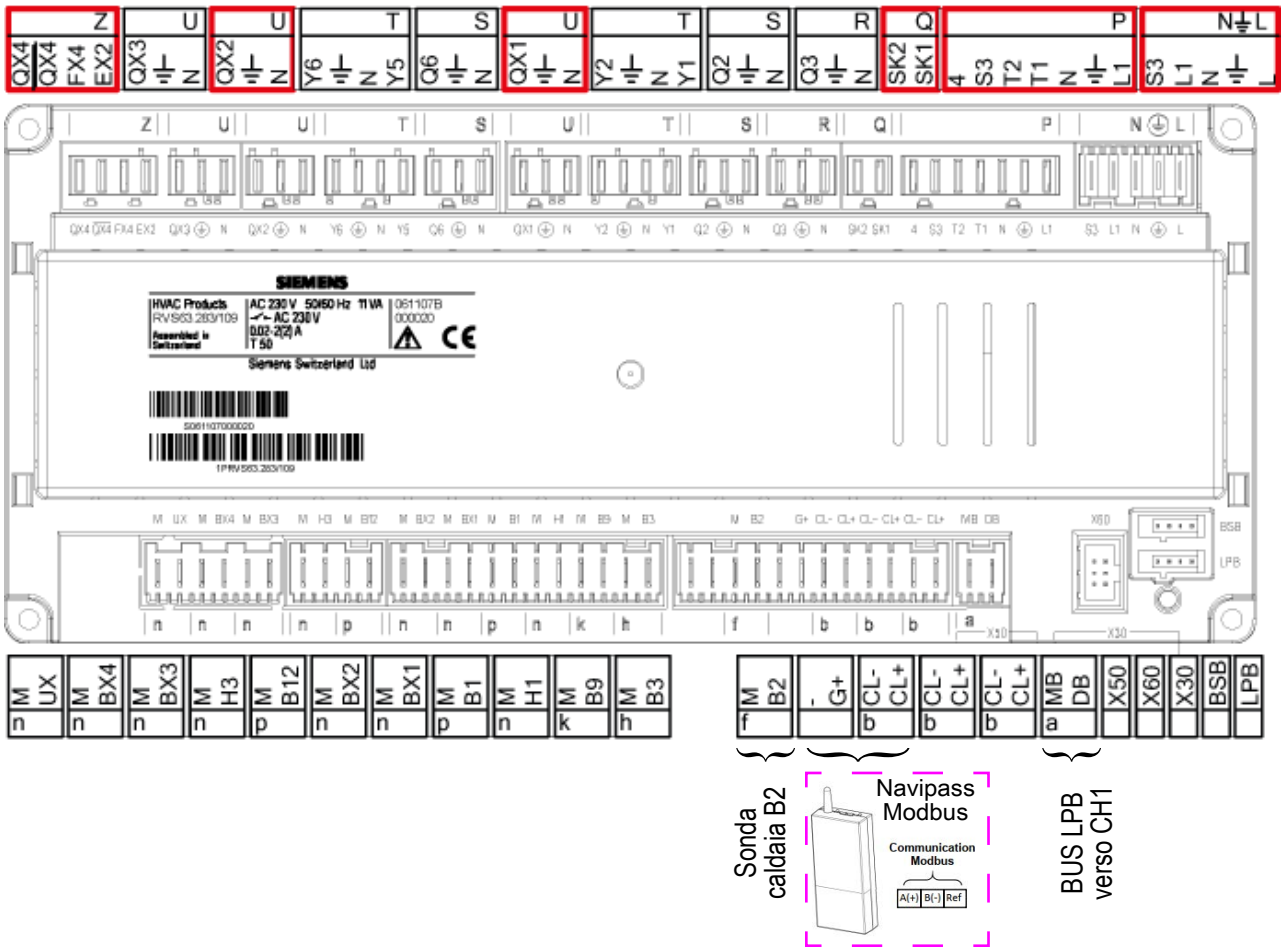 Z U U T S U T S R Q P N⏚L
QX4 QX4 FX4 EX2 QX3 ⏚ N QX2 ⏚ N Y6 ⏚ N Y5 Q6 ⏚ N QX1 ⏚ N Y2 ⏚ N Y1 Q2 ⏚ N Q3 ⏚ N SK2 SK1 4 S3 T2 T1 N ⏚ L1 S3 L1 N ⏚ L
Z U U T S U T S R Q P N ⏚ L
QX4 QX4 FX4 EX2 QX3 ⏚ N QX2 ⏚ N Y6 ⏚ N Y5 Q6 ⏚ N QX1 ⏚ N Y2 ⏚ N Y1 Q2 ⏚ N Q3 ⏚ N SK2 SK1 4 S3 T2 T1 N ⏚ L1 S3 L1 N ⏚ L
SIEMENS
HVAC Products
RVS63.283/109
Assembled in
Switzerland
AC 230 V 50/60 Hz 11 VA
AC 230 V
0.02-2(2) A
T 50
061107B
000020
CE
Siemens Switzerland Ltd
S061107000020
1PRVS63.283/109
M UX M BX4 M BX3 M H3 M B12 M BX2 M BX1 M B1 M H1 M B9 M B3 M B2 G+ CL- CL+ CL- CL+ CL- CL+ MB DB X60
BSB
LPB
n n n n p n n p n k h f b b b a
X50 X30
M UX M BX4 M BX3 M H3 M B12 M BX2 M BX1 M B1 M H1 M B9 M B3 M B2 - G+ CL- CL+ CL- CL+ CL- CL+ MB DB X50 X60 X30 BSB LPB
n n n n p n n p n k h f b b b a
Sonda
caldaia B2
Navipass
Modbus
Communication
Modbus
A(+) B(-) Ref
BUS LPB
verso CH1